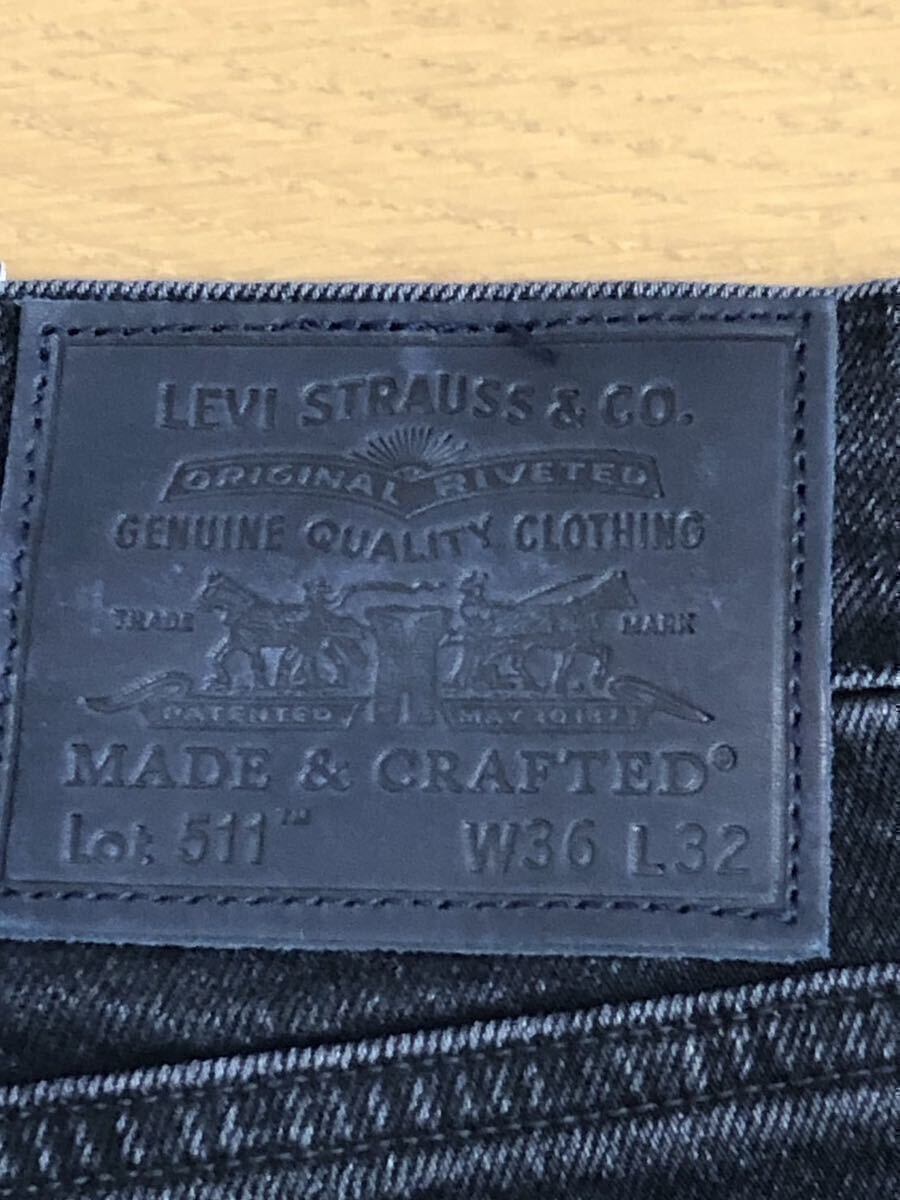 LEVI STRAUSS & CO.
ORIGINAL RIVETED
GENUINE QUALITY CLOTHING
TRADE MARK
PATENTED MAY 20 1873
MADE & CRAFTED®
Lot 511™ W36 L32